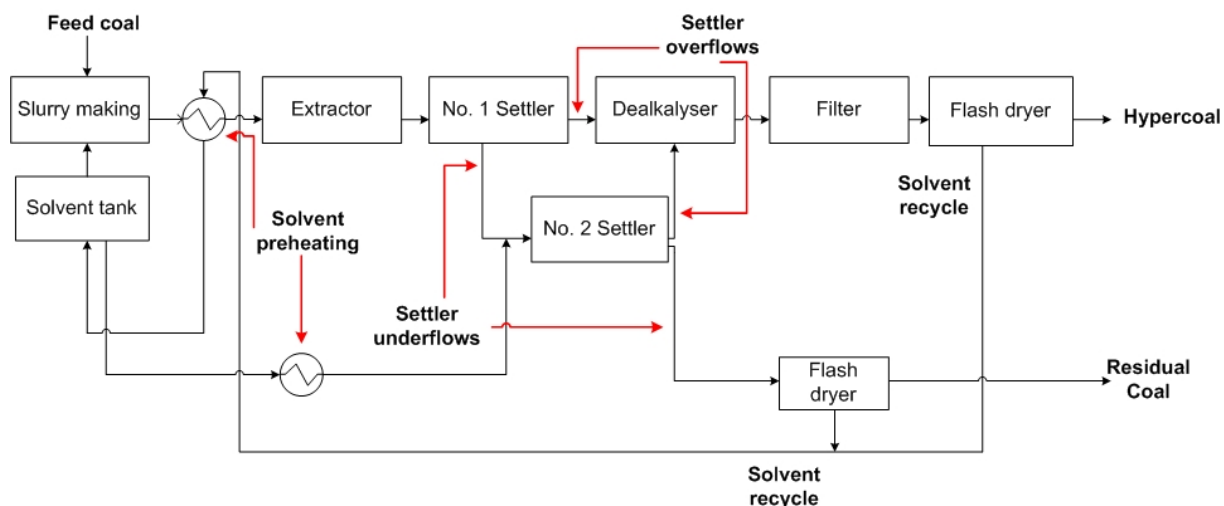 Feed coal
Settler
overflows
Slurry making
Extractor
No. 1 Settler
Dealkalyser
Filter
Flash dryer
Hypercoal
Solvent tank
Solvent
recycle
Solvent
preheating
No. 2 Settler
Settler
underflows
Flash
dryer
Residual
Coal
Solvent
recycle